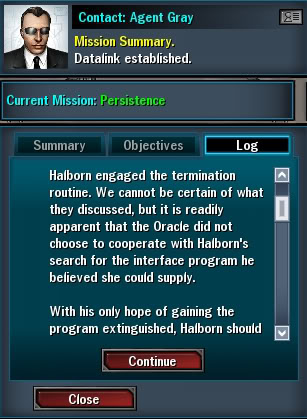 Contact: Agent Gray
Mission Summary.
Datalink established.
Current Mission: Persistence
Summary
Objectives
Log
Halborn engaged the termination
routine. We cannot be certain of what
they discussed, but it is readily
apparent that the Oracle did not
choose to cooperate with Halborn's
search for the interface program he
believed she could supply.
With his only hope of gaining the
program extinguished, Halborn should
Continue
Close